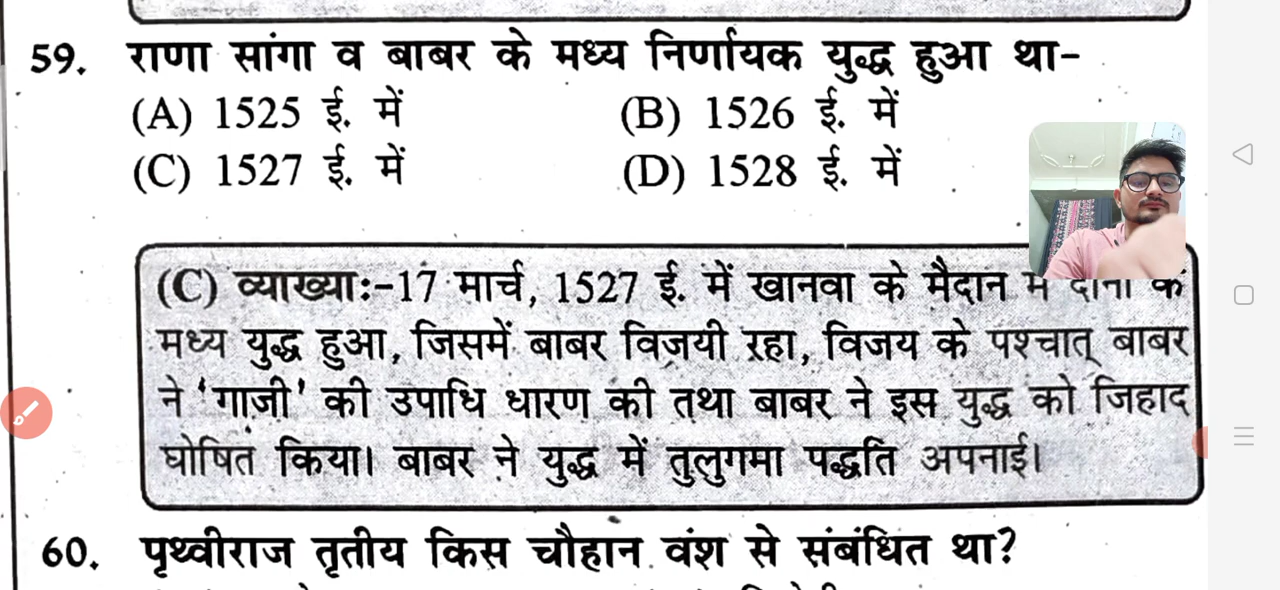 59. राणा सांगा व बाबर के मध्य निर्णायक युद्ध हुआ था-
(A) 1525 ई. में (B) 1526 ई. में
(C) 1527 ई. में (D) 1528 ई. में
(C) व्याख्याः-17 मार्च, 1527 ई. में खानवा के मैदान में दोनों के
मध्य युद्ध हुआ, जिसमें बाबर विजयी रहा, विजय के पश्चात् बाबर
ने 'गाज़ी' की उपाधि धारण की तथा बाबर ने इस युद्ध को जिहाद
घोषित किया। बाबर ने युद्ध में तुलुगमा पद्धति अपनाई।
60. पृथ्वीराज तृतीय किस चौहान वंश से संबंधित था?